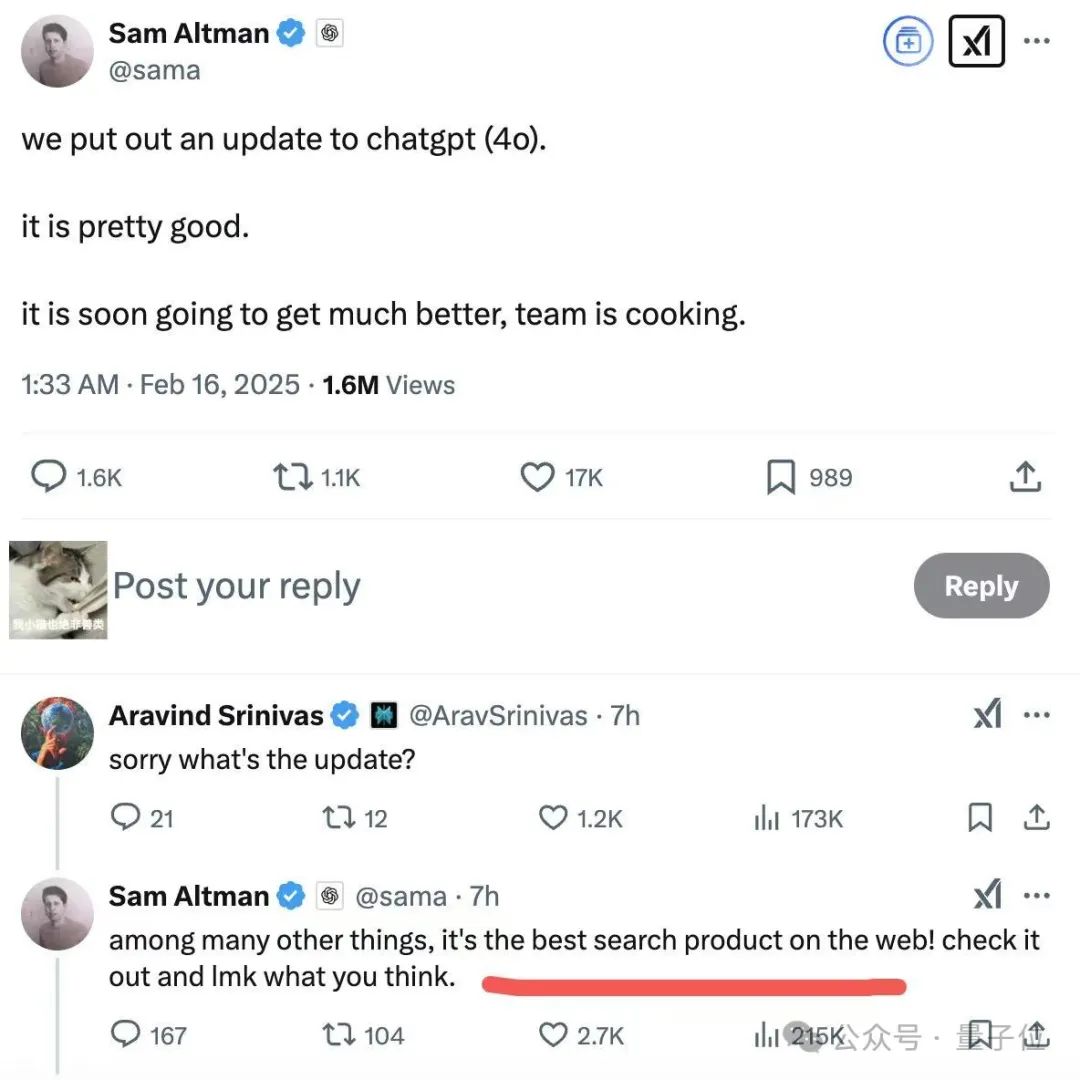 Sam Altman
@sama
we put out an update to chatgpt (4o).
it is pretty good.
it is soon going to get much better, team is cooking.
1:33 AM · Feb 16, 2025 · 1.6M Views
1.6K 1.1K 17K 989
我小猫也绝非善类
Post your reply
Reply
Aravind Srinivas @AravSrinivas · 7h
sorry what's the update?
21 12 1.2K 173K
Sam Altman @sama · 7h
among many other things, it's the best search product on the web! check it
out and lmk what you think.
167 104 2.7K 215K
公众号 · 量子位